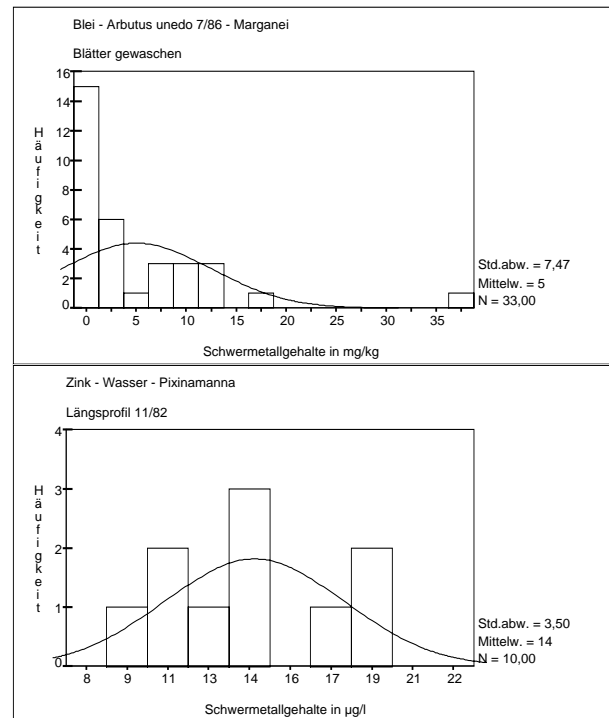 Blei - Arbutus unedo 7/86 - Marganei
Blätter gewaschen
Häufigkeit
16
14
12
10
8
6
4
2
0
0 5 10 15 20 25 30 35
Schwermetallgehalte in mg/kg
Std.abw. = 7,47
Mittelw. = 5
N = 33,00
Zink - Wasser - Pixinamanna
Längsprofil 11/82
Häufigkeit
4
3
2
1
0
8 9 11 13 14 16 17 19 21 22
Schwermetallgehalte in µg/l
Std.abw. = 3,50
Mittelw. = 14
N = 10,00